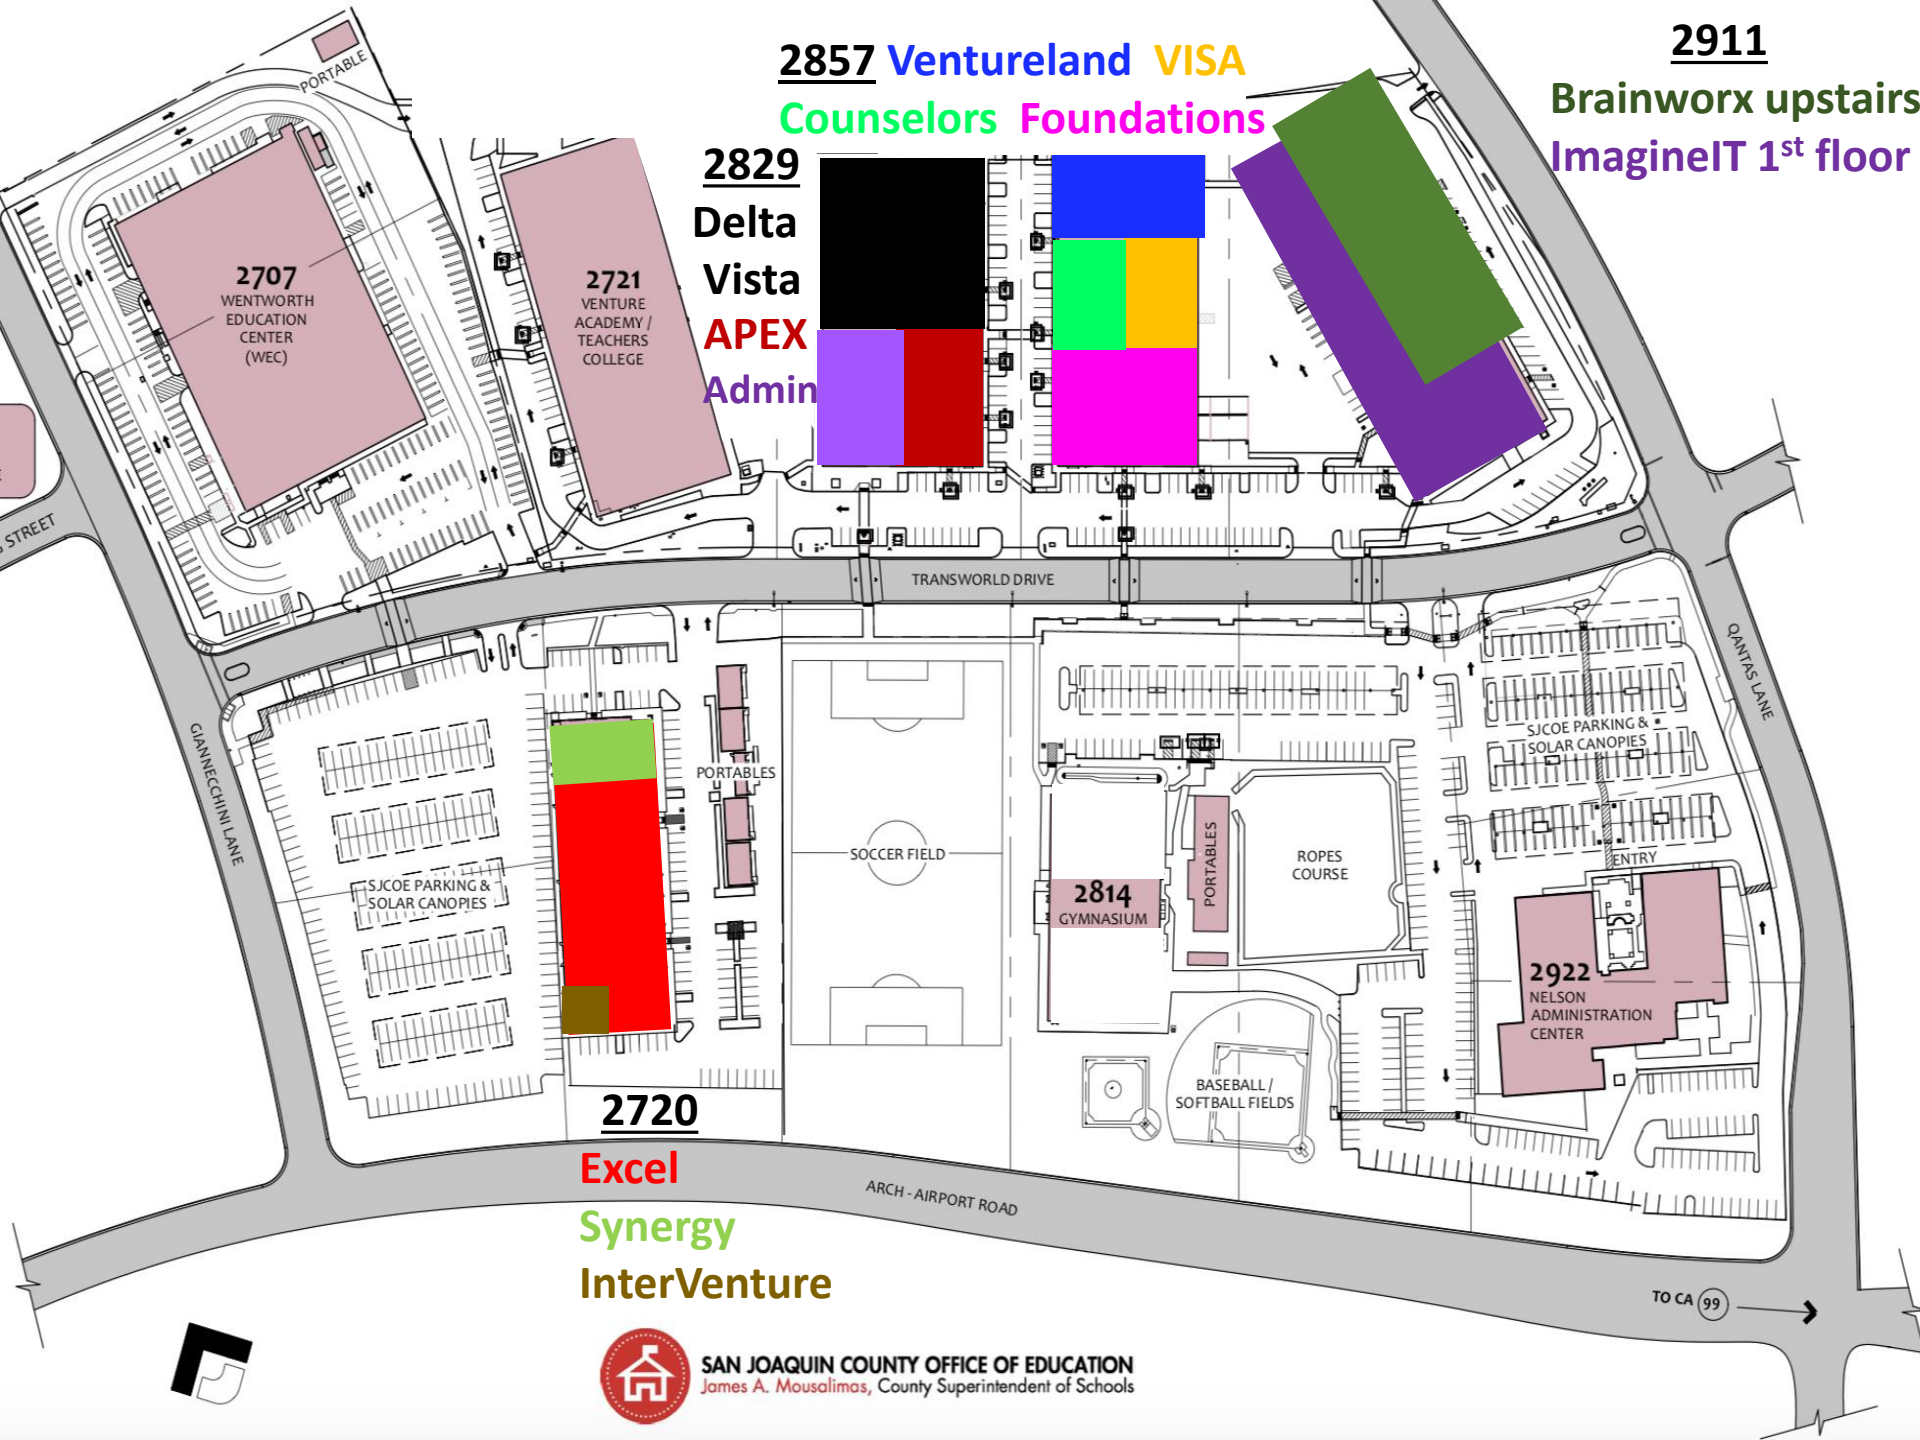 PORTABLE
2857 Ventureland VISA
Counselors Foundations
2911
Brainworx upstairs
ImagineIT 1st floor
2829
Delta
Vista
APEX
Admin
2707
WENTWORTH
EDUCATION
CENTER
(WEC)
2721
VENTURE
ACADEMY /
TEACHERS
COLLEGE
STREET
TRANSWORLD DRIVE
GIANNECCHINI LANE
QANTAS LANE
SJCOE PARKING &
SOLAR CANOPIES
PORTABLES
SOCCER FIELD
2814
GYMNASIUM
PORTABLES
ROPES
COURSE
SJCOE PARKING &
SOLAR CANOPIES
ENTRY
2922
NELSON
ADMINISTRATION
CENTER
BASEBALL /
SOFTBALL FIELDS
2720
Excel
Synergy
InterVenture
ARCH - AIRPORT ROAD
TO CA 99
SAN JOAQUIN COUNTY OFFICE OF EDUCATION
James A. Mousalimas, County Superintendent of Schools